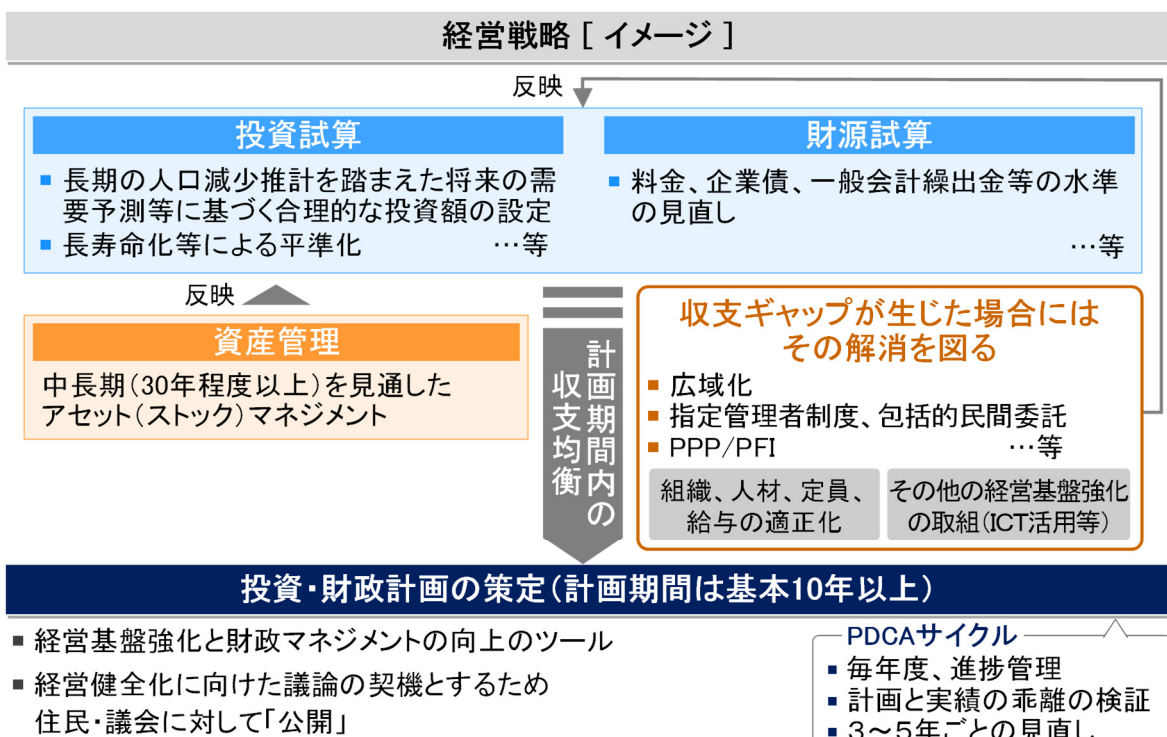 経営戦略［ イメージ ］
反映
投資試算
■ 長期の人口減少推計を踏まえた将来の需
要予測等に基づく合理的な投資額の設定
■ 長寿命化等による平準化　…等
財源試算
■ 料金、企業債、一般会計繰出金等の水準
の見直し
…等
反映
資産管理
中長期（30年程度以上）を見通した
アセット（ストック）マネジメント
計画期間内の
収支均衡
収支ギャップが生じた場合には
その解消を図る
■ 広域化
■ 指定管理者制度、包括的民間委託
■ PPP/PFI　…等
組織、人材、定員、
給与の適正化
その他の経営基盤強化
の取組（ICT活用等）
投資・財政計画の策定（計画期間は基本10年以上）
■ 経営基盤強化と財政マネジメントの向上のツール
■ 経営健全化に向けた議論の契機とするため
住民・議会に対して「公開」
PDCAサイクル
■ 毎年度、進捗管理
■ 計画と実績の乖離の検証
■ 3～5年ごとの見直し